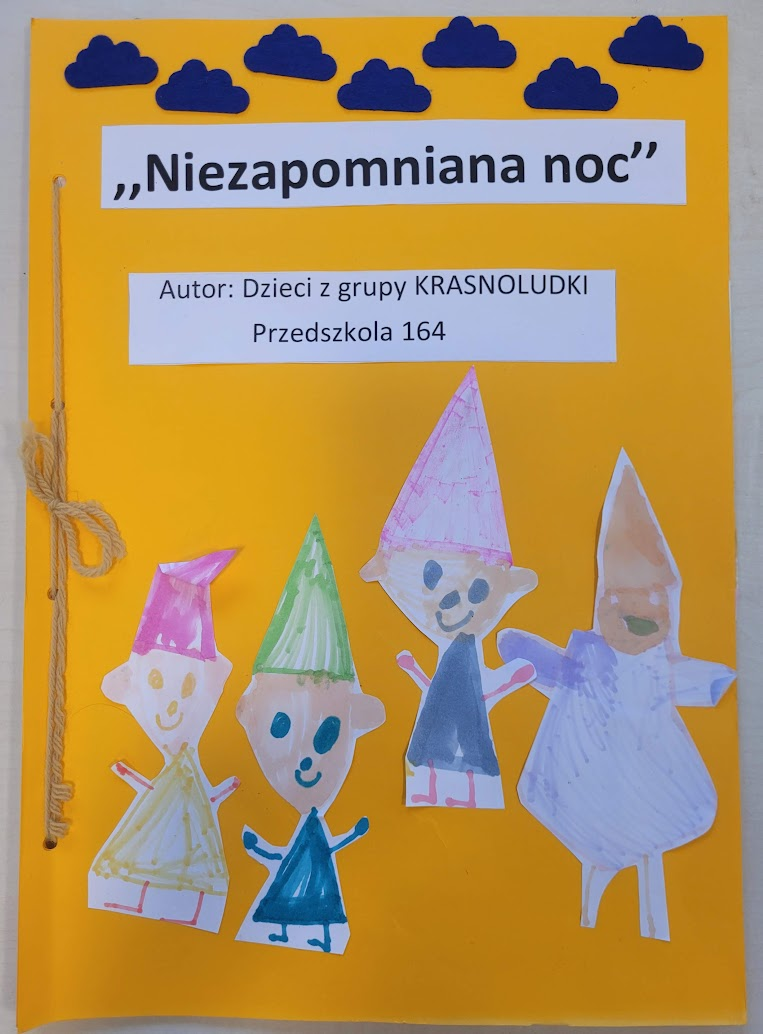 ,,Niezapomniana noc”
Autor: Dzieci z grupy KRASNOLUDKI
Przedszkola 164